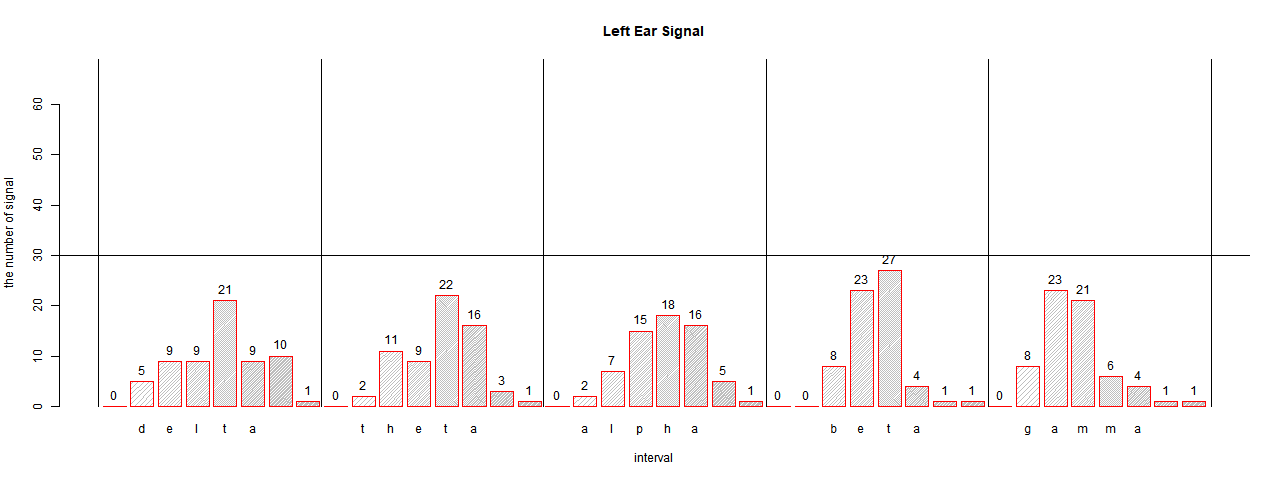 Left Ear Signal
the number of signal
60
50
40
30
20
10
0
0 5 9 9 21 9 10 1
0 2 11 9 22 16 3 1
0 2 7 15 18 16 5 1
0 0 8 23 27 4 1 1
0 8 23 21 6 4 1 1
d e l t a t h e t a a l p h a b e t a g a m m a
interval